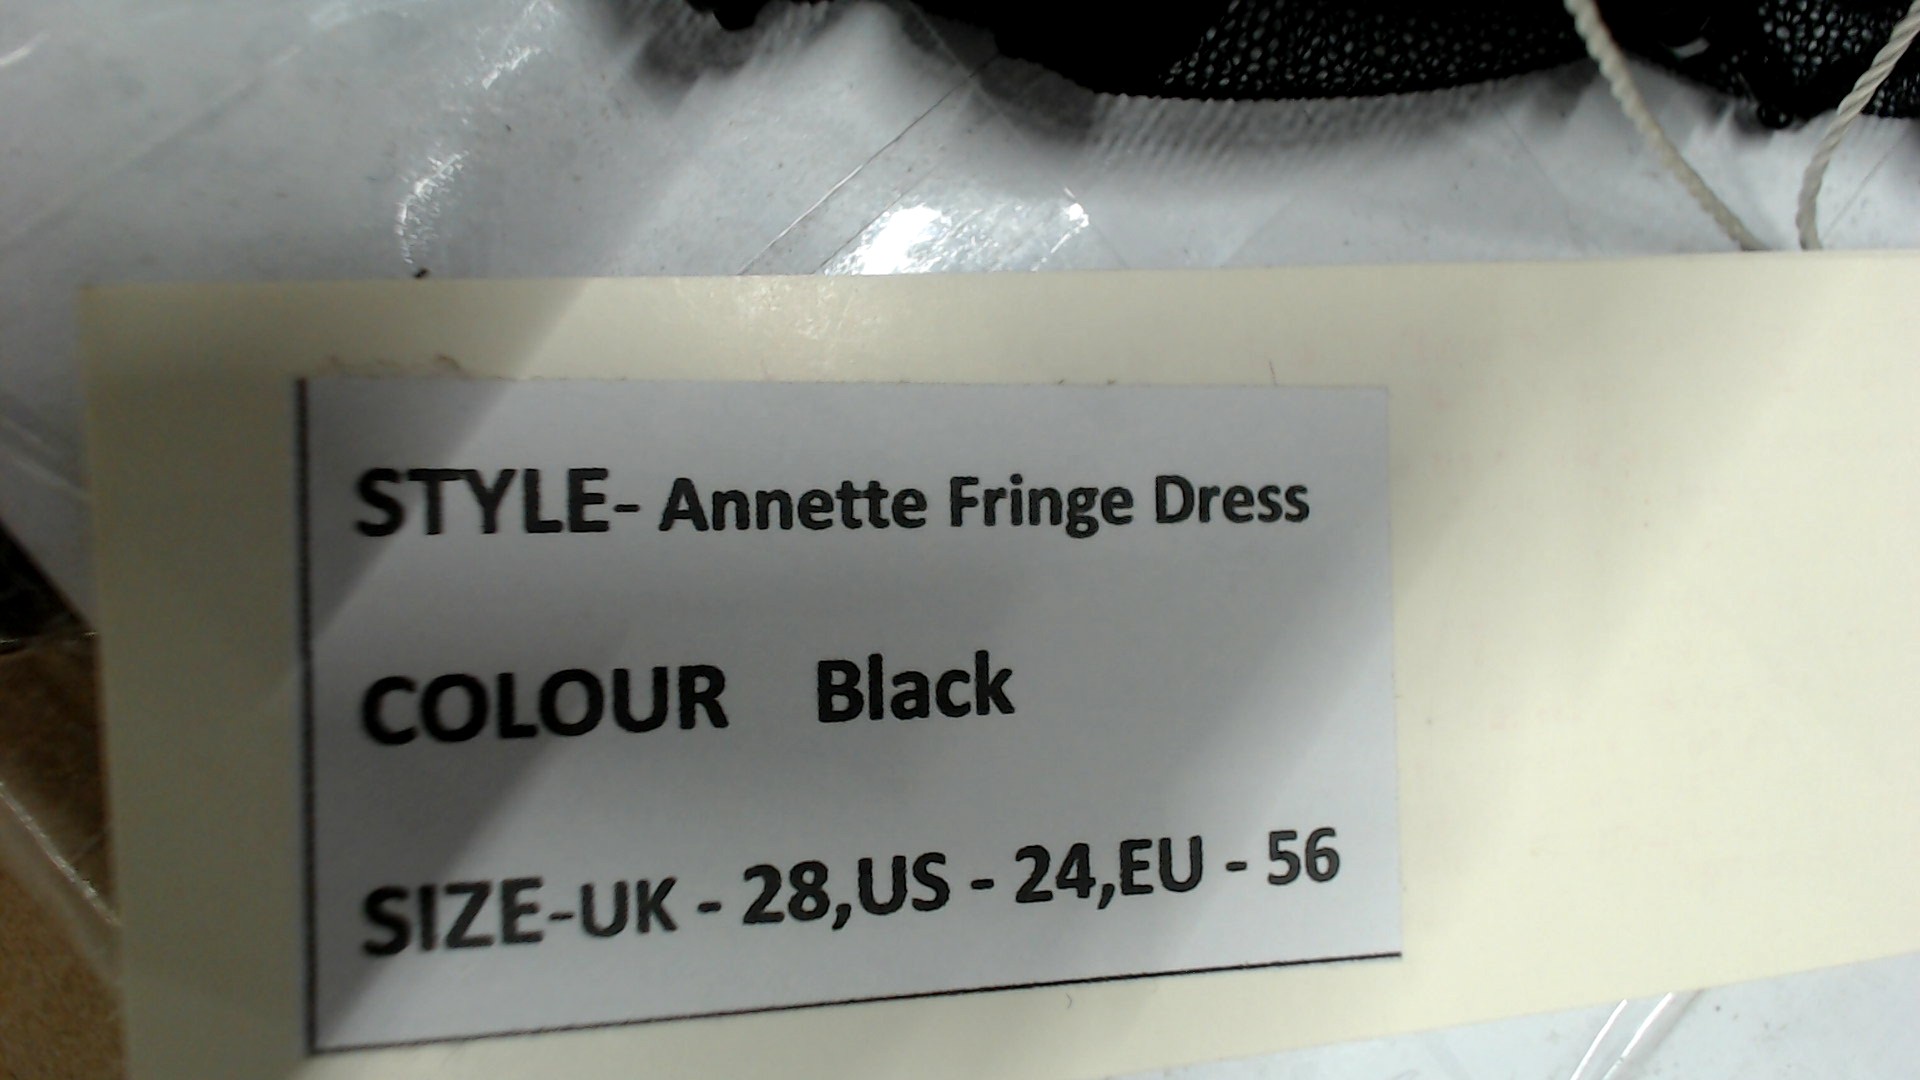 STYLE- Annette Fringe Dress
COLOUR Black
SIZE-UK - 28,US - 24,EU - 56